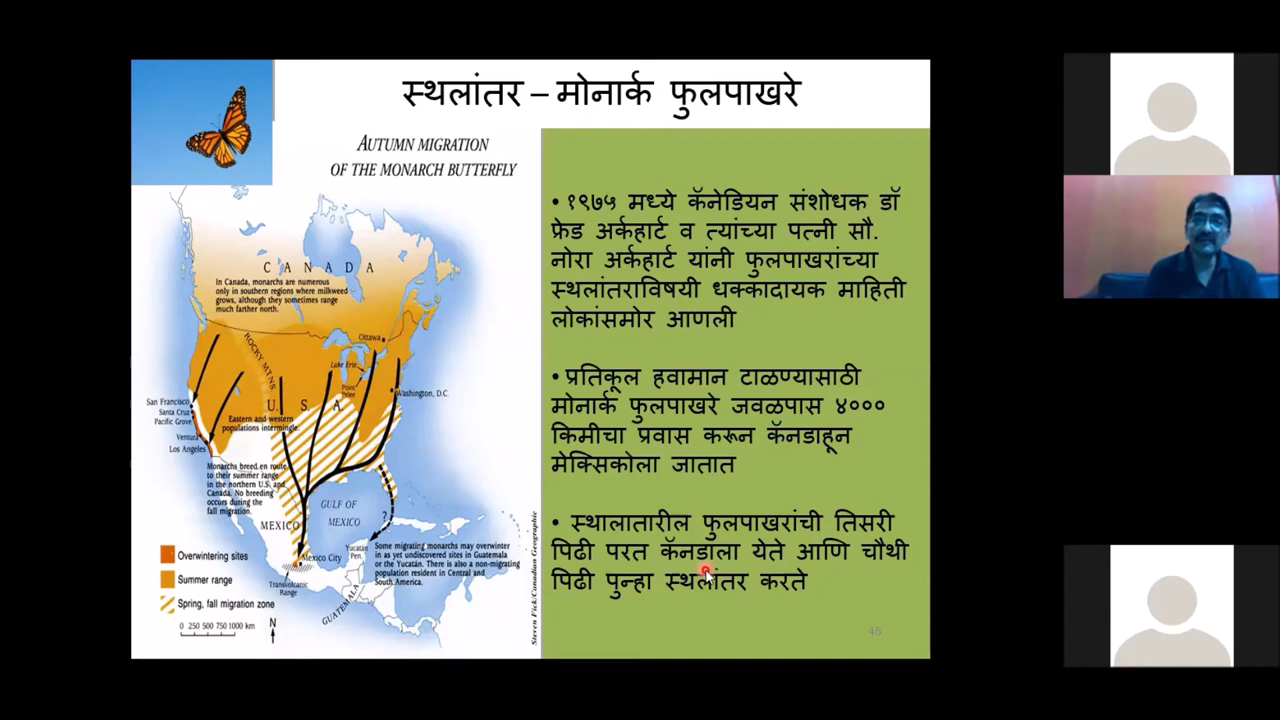 स्थलांतर – मोनार्क फुलपाखरे
AUTUMN MIGRATION
OF THE MONARCH BUTTERFLY
CANADA
In Canada, monarchs are numerous
only in southern regions where milkweed
grows, although they sometimes range
much farther north.
Ottawa
ROCKY MTNS.
Lake Erie
Point
Pelee
Washington, D.C.
U. S. A.
San Francisco
Santa Cruz
Pacific Grove
Eastern and western
populations intermingle.
Ventura
Los Angeles
Monarchs breed en route
to their summer range
in the northern U.S. and
Canada. No breeding
occurs during the
fall migration.
GULF OF
MEXICO
?
MEXICO
Mexico City
Yucatán
Pen.
Some migrating monarchs may overwinter
in as yet undiscovered sites in Guatemala
or the Yucatan. There is also a non-migrating
population resident in Central and
South America.
Transvolcanic
Range
GUATEMALA
Overwintering sites
Summer range
Spring, fall migration zone
0 250 500 750 1000 km
N
Steven Fick/Canadian Geographic
• १९७५ मध्ये कॅनेडियन संशोधक डॉ
फ्रेड अर्कहार्ट व त्यांच्या पत्नी सौ.
नोरा अर्कहार्ट यांनी फुलपाखरांच्या
स्थलांतराविषयी धक्कादायक माहिती
लोकांसमोर आणली
• प्रतिकूल हवामान टाळण्यासाठी
मोनार्क फुलपाखरे जवळपास ४०००
किमीचा प्रवास करून कॅनडाहून
मेक्सिकोला जातात
• स्थालातारील फुलपाखरांची तिसरी
पिढी परत कॅनडाला येते आणि चौथी
पिढी पुन्हा स्थलांतर करते
46